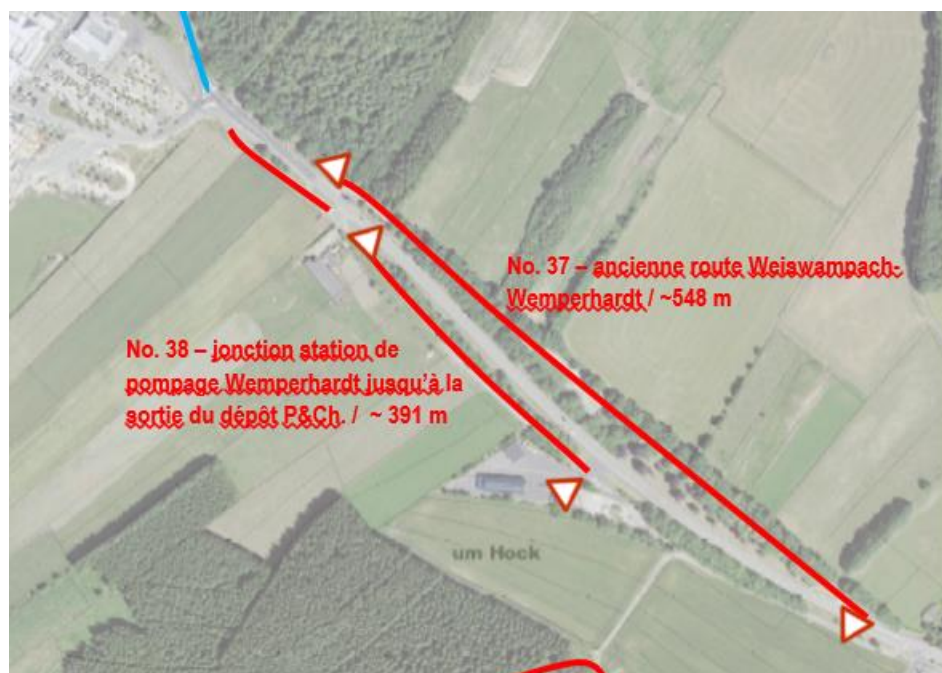 No. 37 – ancienne route Weiswampach-
Wemperhardt / ~548 m
No. 38 – jonction station de
pompage Wemperhardt jusqu'à la
sortie du dépôt P&Ch. / ~ 391 m
um Hock